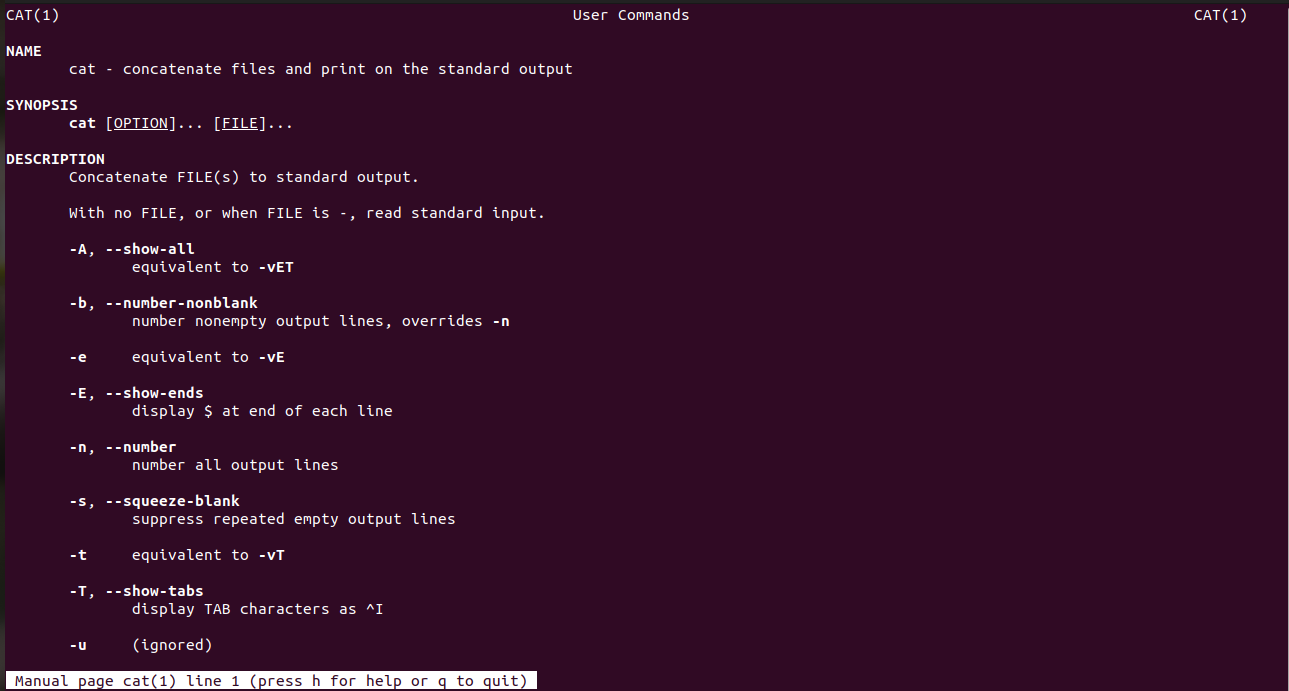 CAT(1) User Commands CAT(1)
NAME
cat - concatenate files and print on the standard output
SYNOPSIS
cat [OPTION]... [FILE]...
DESCRIPTION
Concatenate FILE(s) to standard output.
With no FILE, or when FILE is -, read standard input.
-A, --show-all
equivalent to -vET
-b, --number-nonblank
number nonempty output lines, overrides -n
-e equivalent to -vE
-E, --show-ends
display $ at end of each line
-n, --number
number all output lines
-s, --squeeze-blank
suppress repeated empty output lines
-t equivalent to -vT
-T, --show-tabs
display TAB characters as ^I
-u (ignored)
Manual page cat(1) line 1 (press h for help or q to quit)